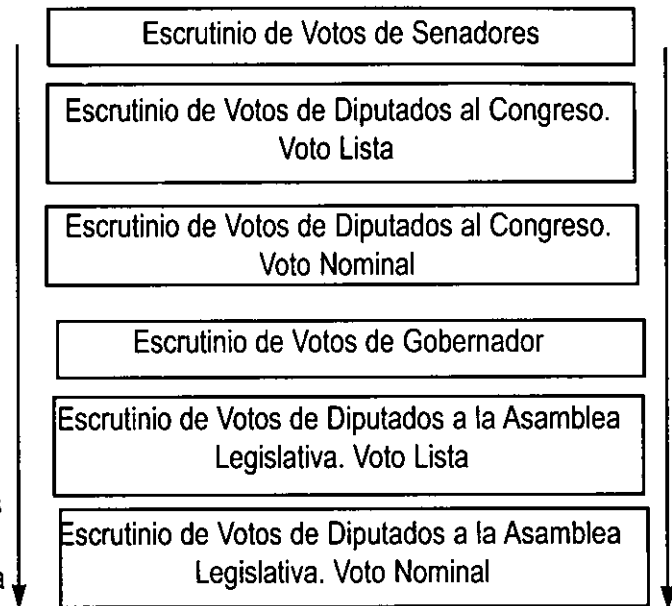 Escrutinio de Votos de Senadores
Escrutinio de Votos de Diputados al Congreso.
Voto Lista
Escrutinio de Votos de Diputados al Congreso.
Voto Nominal
Escrutinio de Votos de Gobernador
Escrutinio de Votos de Diputados a la Asamblea
Legislativa. Voto Lista
Escrutinio de Votos de Diputados a la Asamblea
Legislativa. Voto Nominal